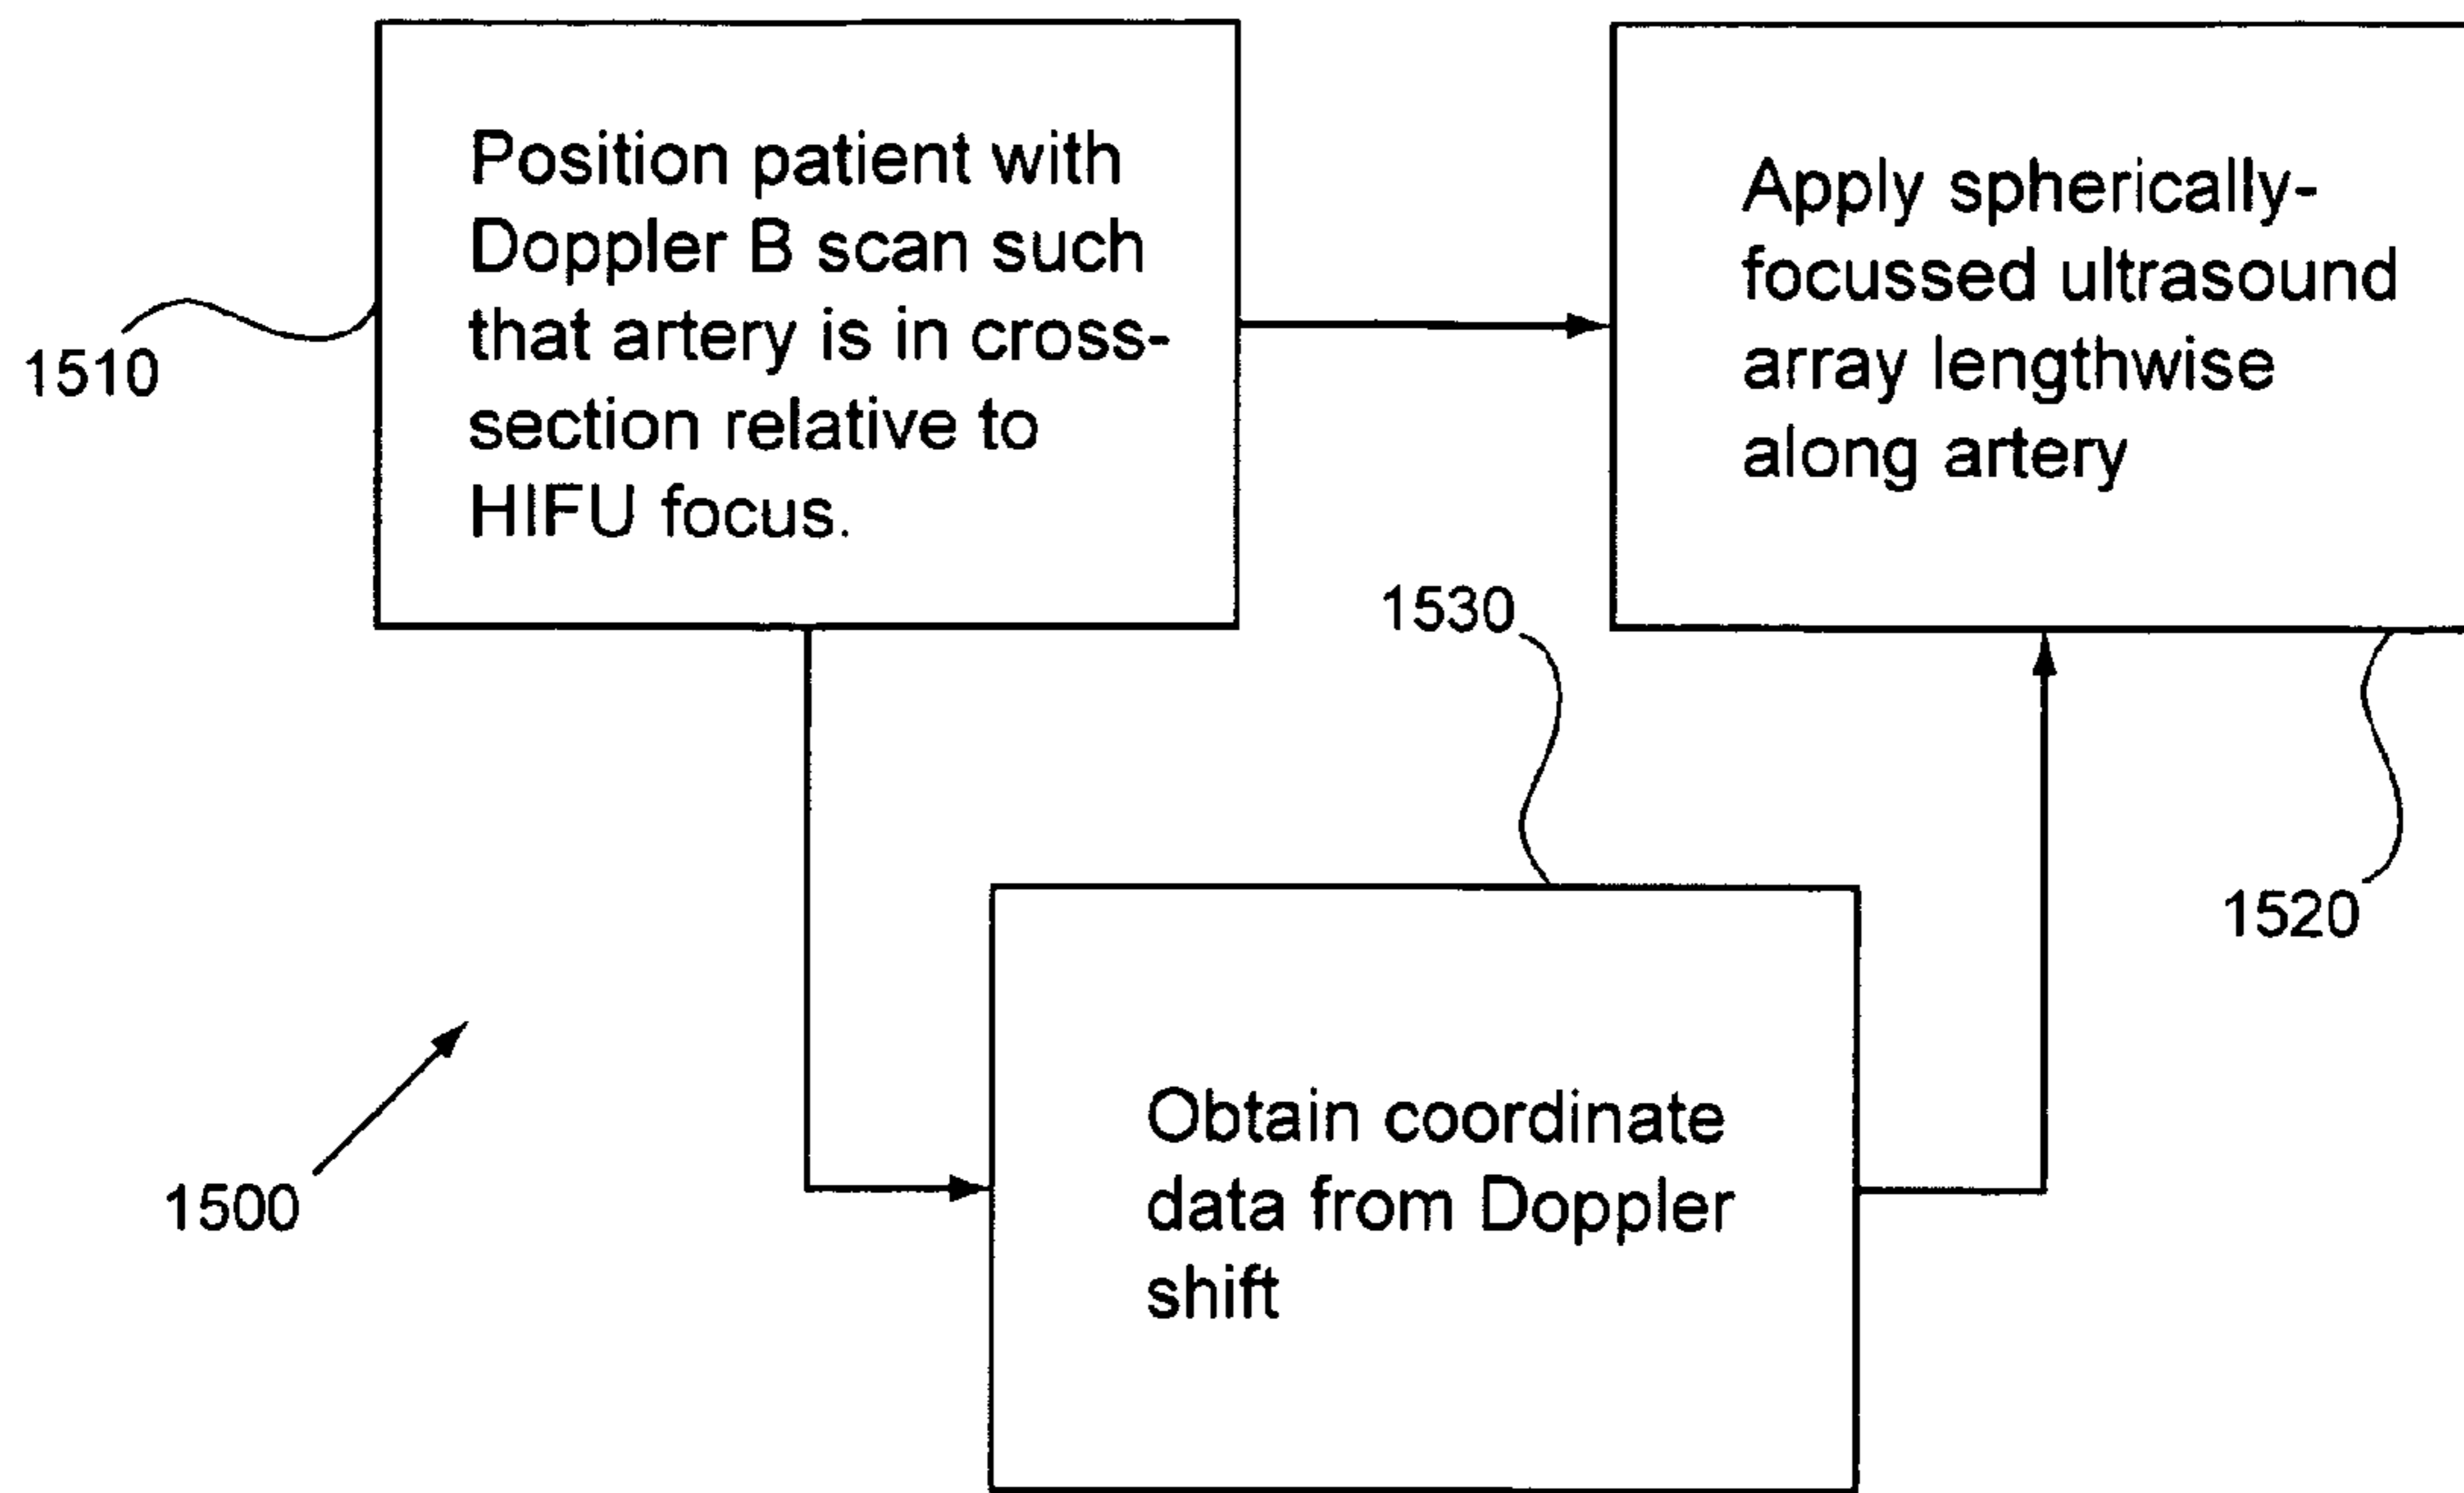 Position patient with
Doppler B scan such
that artery is in cross-
section relative to
HIFU focus.
1510
Apply spherically-
focussed ultrasound
array lengthwise
along artery
1530
1520
Obtain coordinate
data from Doppler
shift
1500